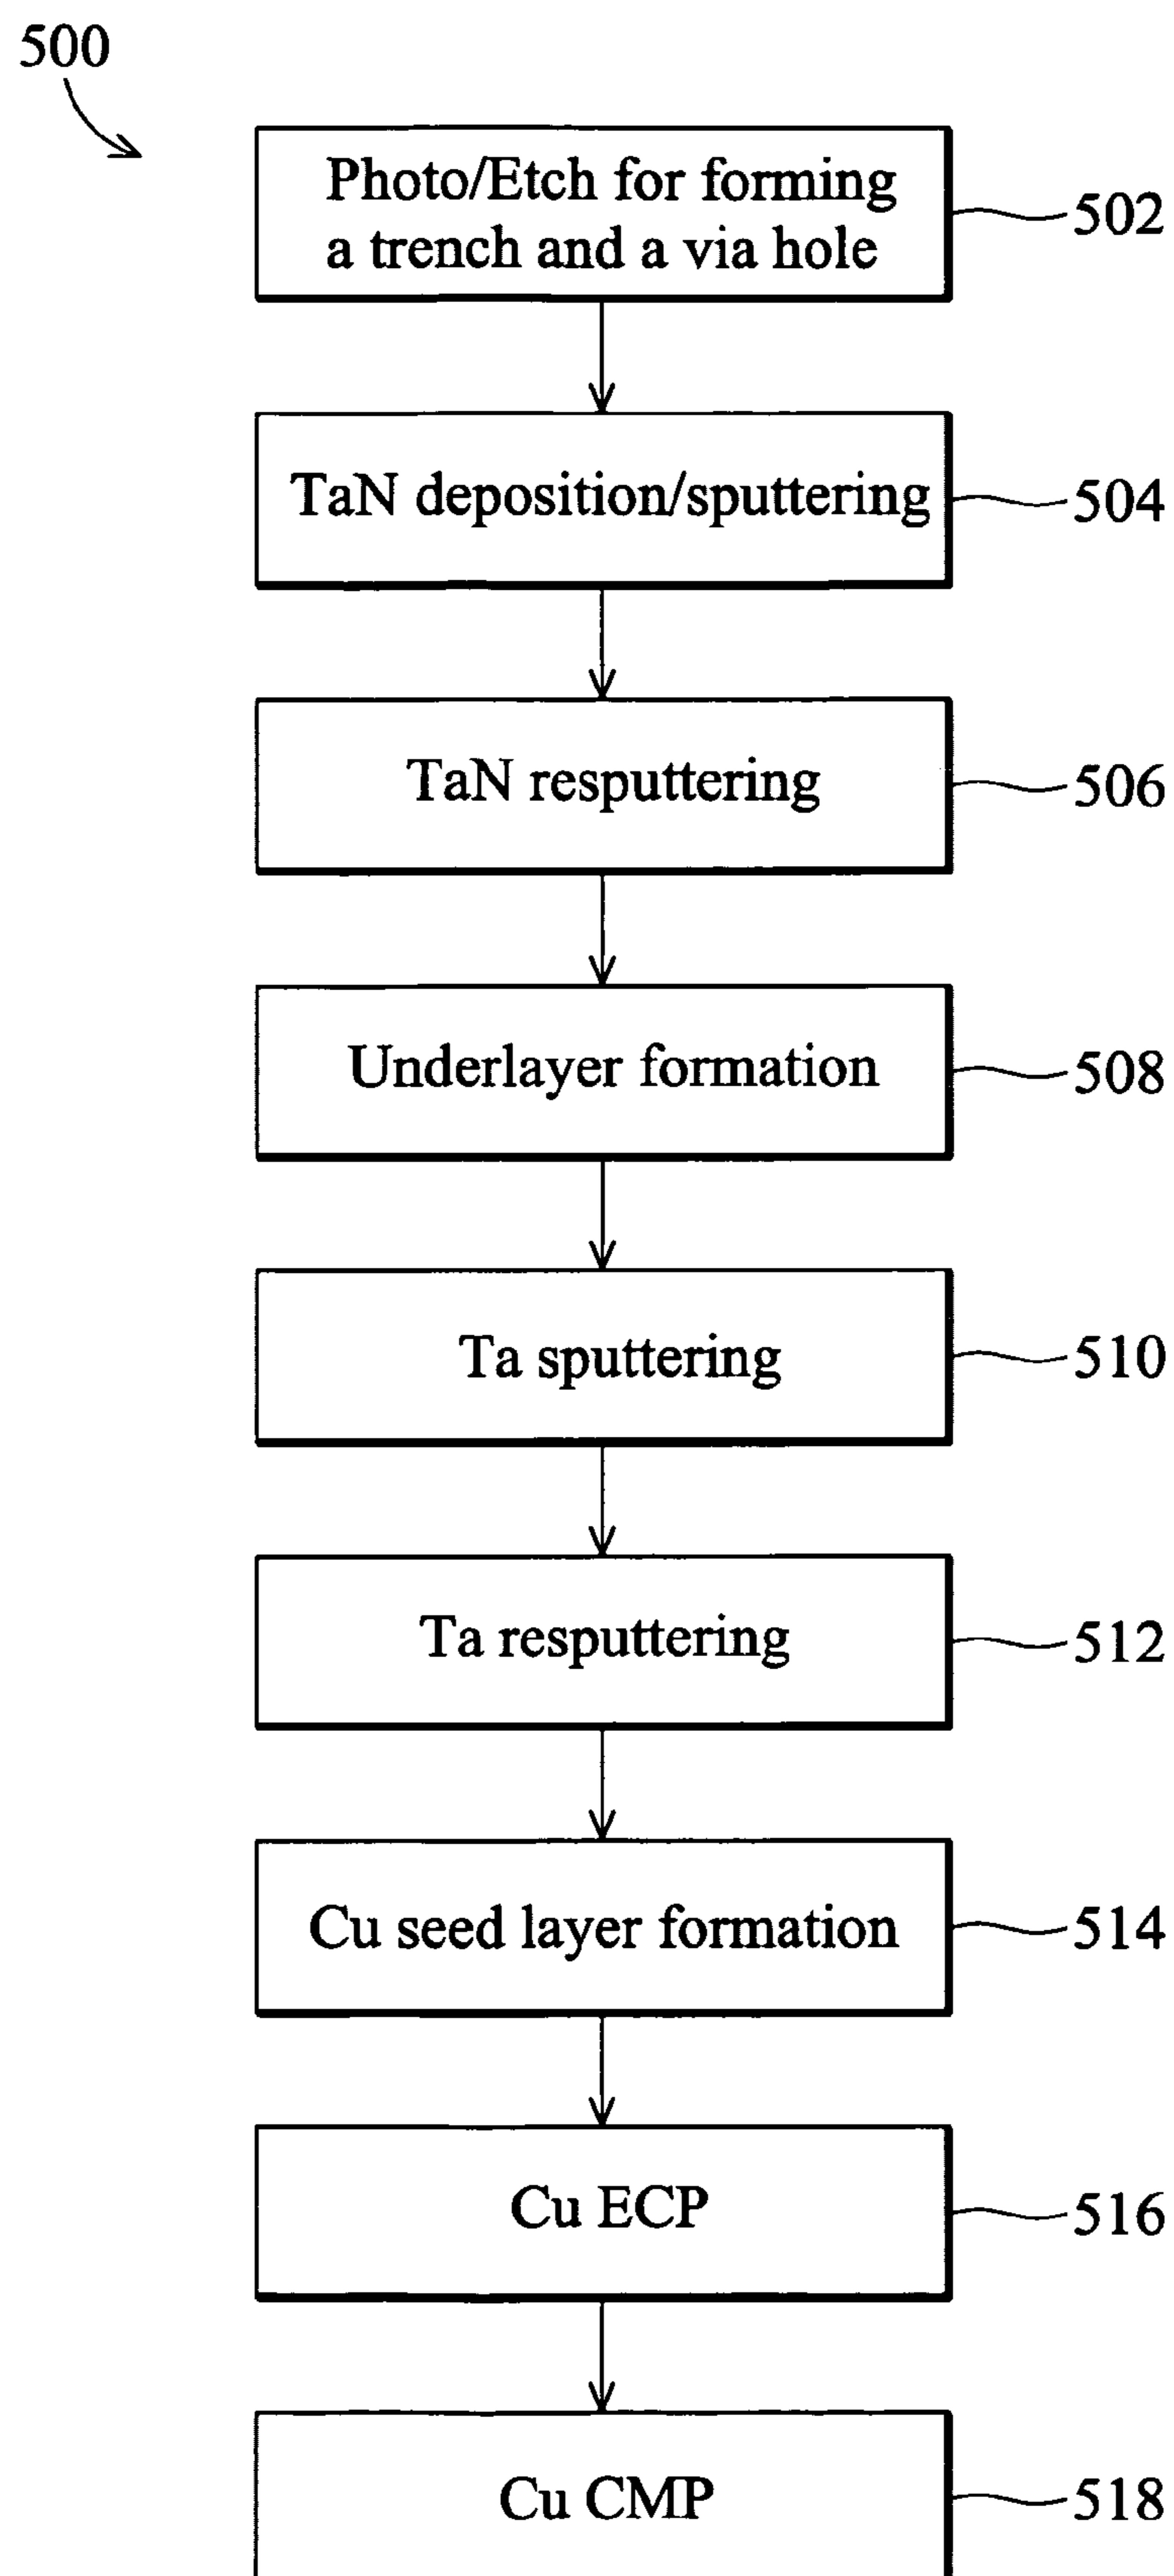 500
Photo/Etch for forming
a trench and a via hole
502
TaN deposition/sputtering
504
TaN resputtering
506
Underlayer formation
508
Ta sputtering
510
Ta resputtering
512
Cu seed layer formation
514
Cu ECP
516
Cu CMP
518